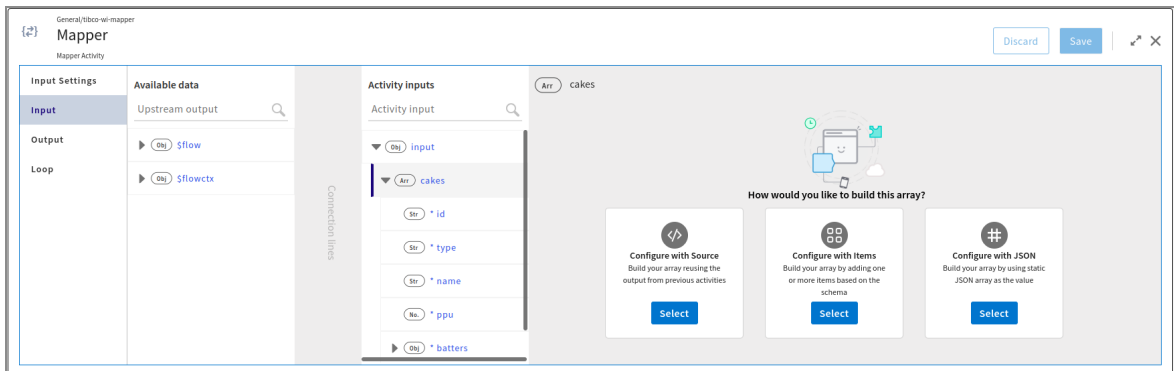 General/tibco-wi-mapper
Mapper
Mapper Activity
Discard
Save
Input Settings
Input
Output
Loop
Available data
Upstream output
Obj $flow
Obj $flowctx
Connection lines
Activity inputs
Activity input
Obj input
Arr cakes
Str * id
Str * type
Str * name
No. * ppu
Obj * batters
Arr cakes
How would you like to build this array?
Configure with Source
Build your array reusing the
output from previous activities
Select
Configure with Items
Build your array by adding one
or more items based on the
schema
Select
Configure with JSON
Build your array by using static
JSON array as the value
Select